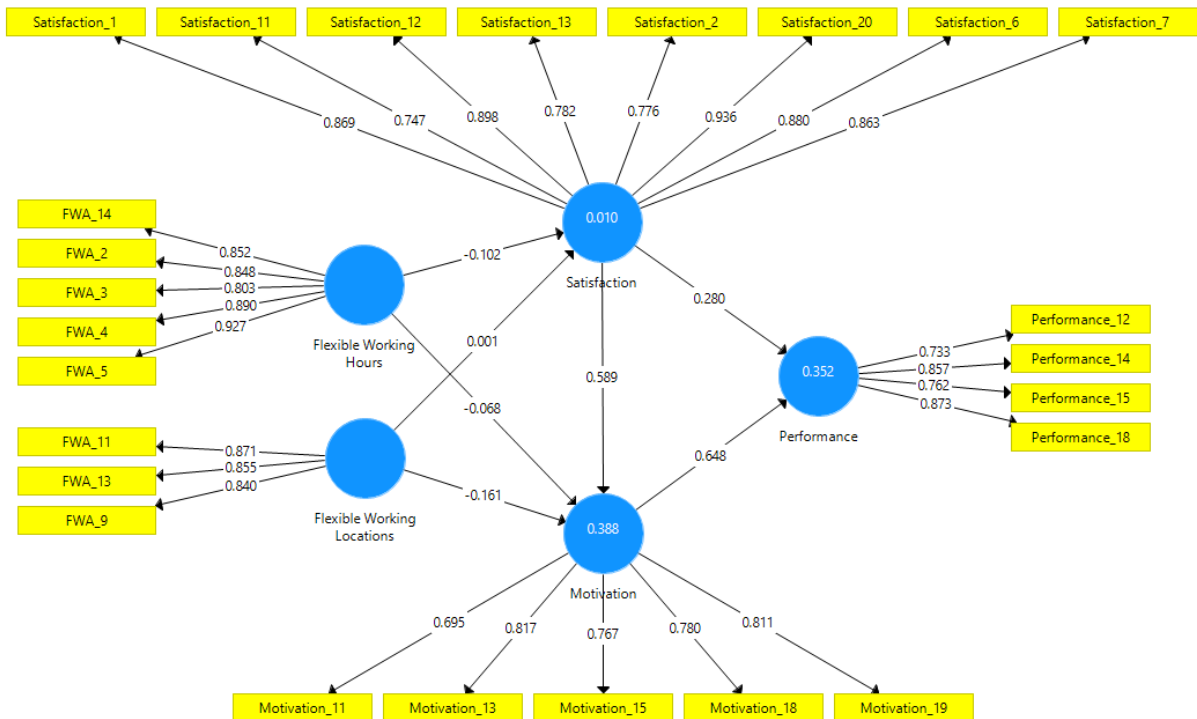 Satisfaction_1
Satisfaction_11
Satisfaction_12
Satisfaction_13
Satisfaction_2
Satisfaction_20
Satisfaction_6
Satisfaction_7
0.869
0.747
0.898
0.782
0.776
0.936
0.880
0.863
FWA_14
FWA_2
FWA_3
FWA_4
FWA_5
0.852
0.848
0.803
0.890
0.927
Flexible Working
Hours
-0.102
0.010
Satisfaction
0.001
0.280
-0.068
0.589
FWA_11
FWA_13
FWA_9
0.871
0.855
0.840
Flexible Working
Locations
-0.161
0.648
0.352
Performance
0.733
0.857
0.762
0.873
Performance_12
Performance_14
Performance_15
Performance_18
0.388
Motivation
0.695
0.817
0.767
0.780
0.811
Motivation_11
Motivation_13
Motivation_15
Motivation_18
Motivation_19